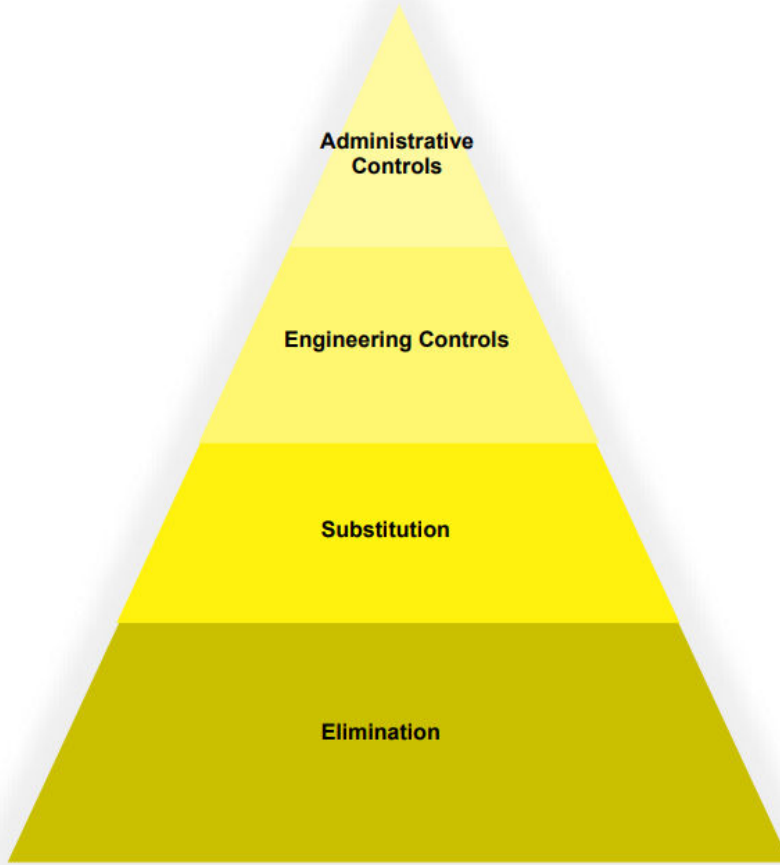 Administrative
Controls
Engineering Controls
Substitution
Elimination